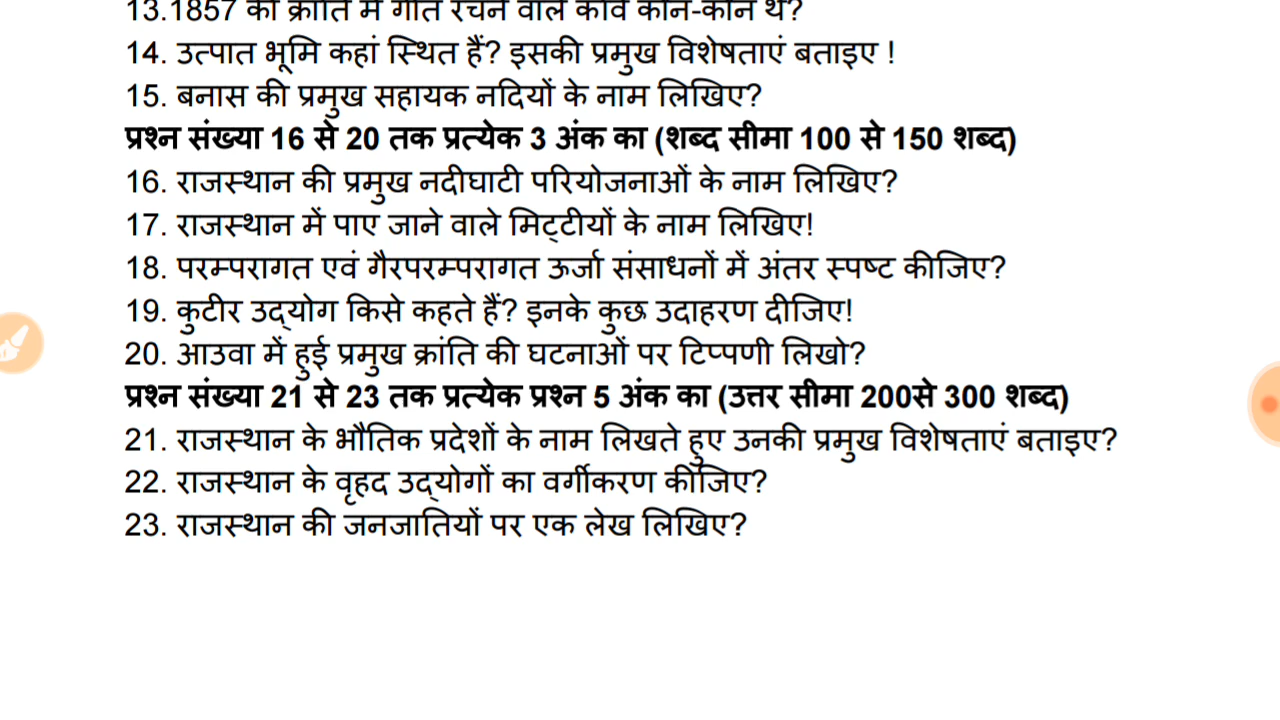 13.1857 की क्रांति में गीत रचने वाले कवि कौन-कौन थे?
14. उत्पात भूमि कहां स्थित हैं? इसकी प्रमुख विशेषताएं बताइए !
15. बनास की प्रमुख सहायक नदियों के नाम लिखिए?
प्रश्न संख्या 16 से 20 तक प्रत्येक 3 अंक का (शब्द सीमा 100 से 150 शब्द)
16. राजस्थान की प्रमुख नदीघाटी परियोजनाओं के नाम लिखिए?
17. राजस्थान में पाए जाने वाले मिट्टीयों के नाम लिखिए!
18. परम्परागत एवं गैरपरम्परागत ऊर्जा संसाधनों में अंतर स्पष्ट कीजिए?
19. कुटीर उद्योग किसे कहते हैं? इनके कुछ उदाहरण दीजिए!
20. आउवा में हुई प्रमुख क्रांति की घटनाओं पर टिप्पणी लिखो?
प्रश्न संख्या 21 से 23 तक प्रत्येक प्रश्न 5 अंक का (उत्तर सीमा 200से 300 शब्द)
21. राजस्थान के भौतिक प्रदेशों के नाम लिखते हुए उनकी प्रमुख विशेषताएं बताइए?
22. राजस्थान के वृहद उद्योगों का वर्गीकरण कीजिए?
23. राजस्थान की जनजातियों पर एक लेख लिखिए?